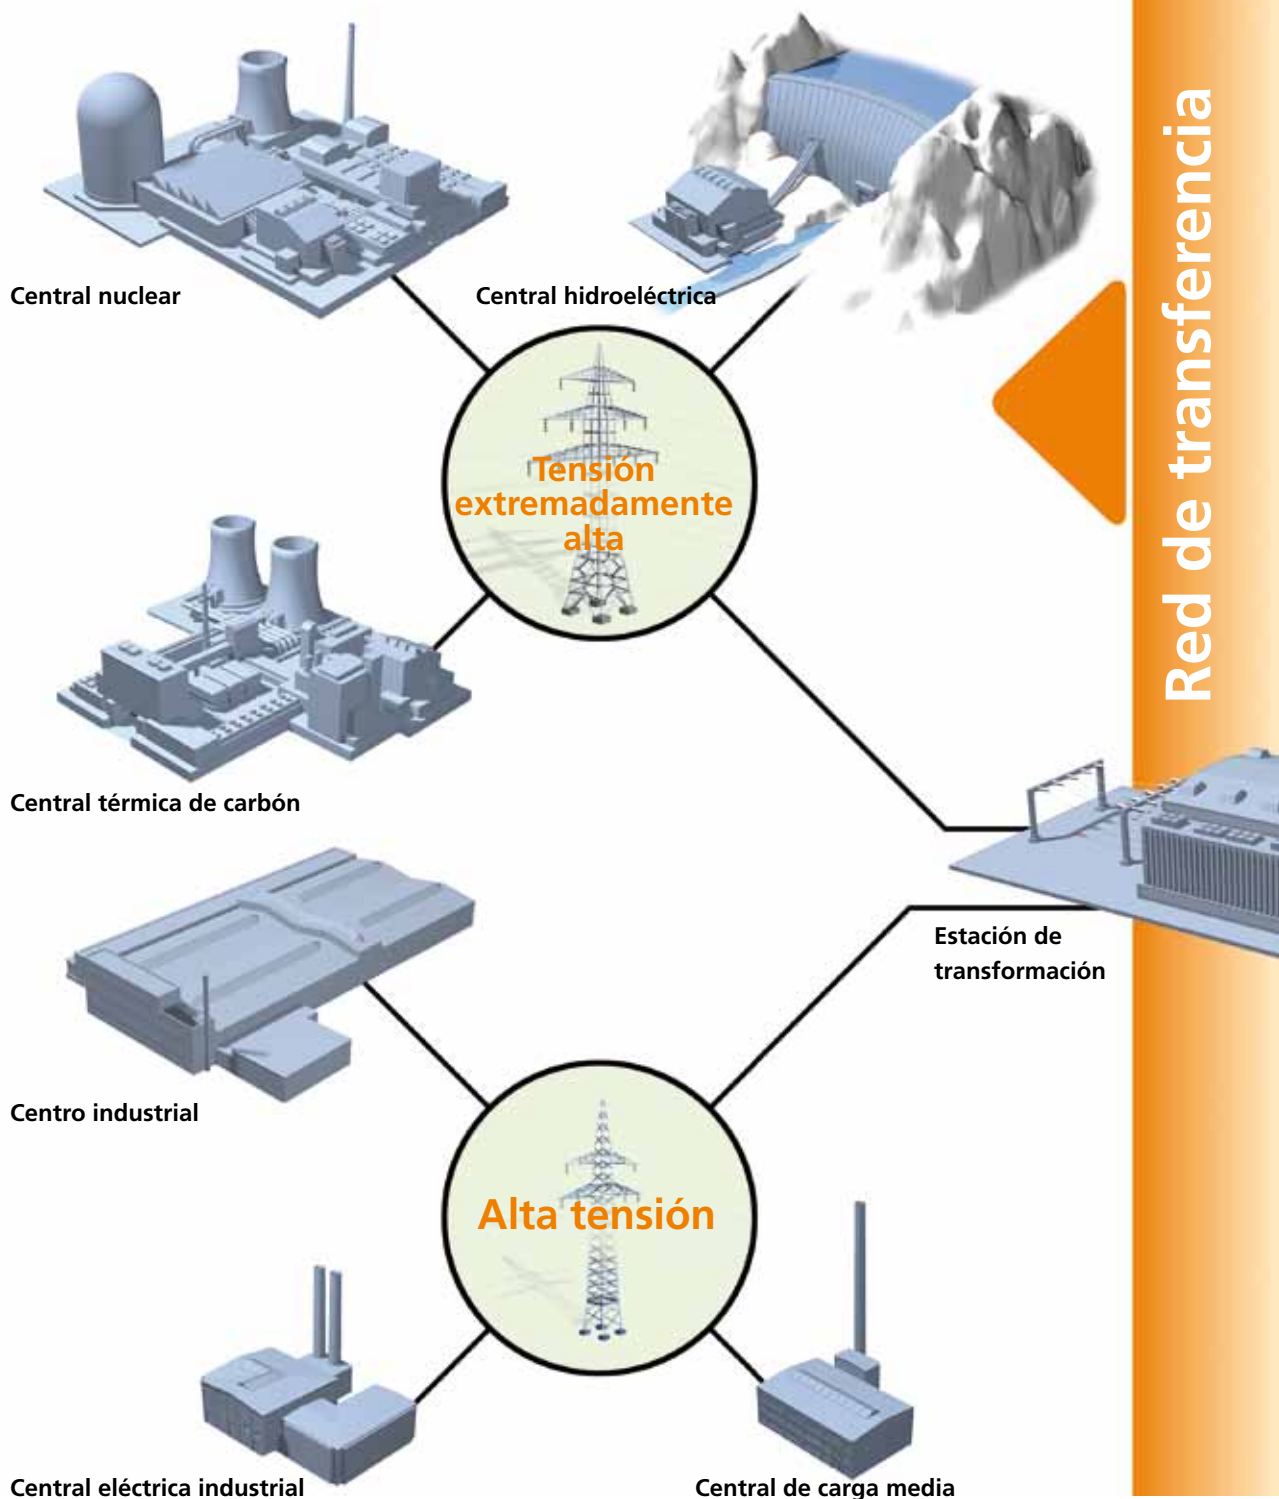 Red de transferencia
Central nuclear
Central hidroeléctrica
Tensión
extremadamente
alta
Central térmica de carbón
Estación de
transformación
Centro industrial
Alta tensión
Central eléctrica industrial
Central de carga media